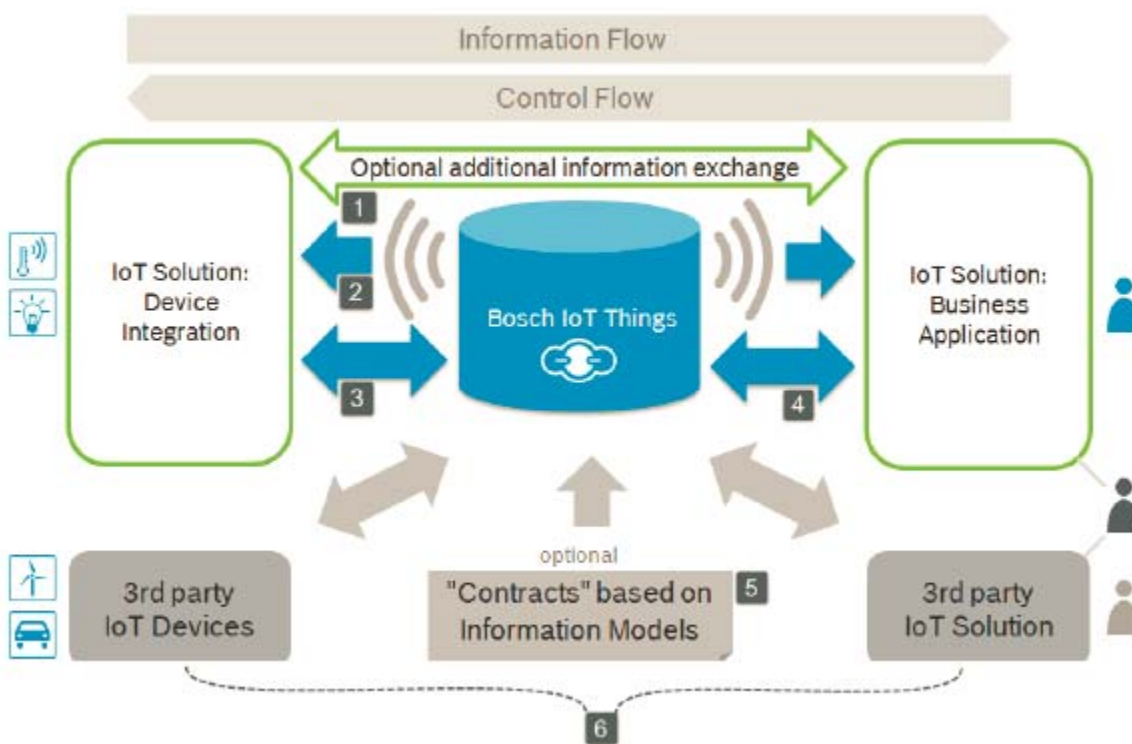 Information Flow
Control Flow
Optional additional information exchange
1
2
3
4
IoT Solution:
Device
Integration
Bosch IoT Things
IoT Solution:
Business
Application
optional
3rd party
IoT Devices
"Contracts" based on
Information Models
5
3rd party
IoT Solution
6